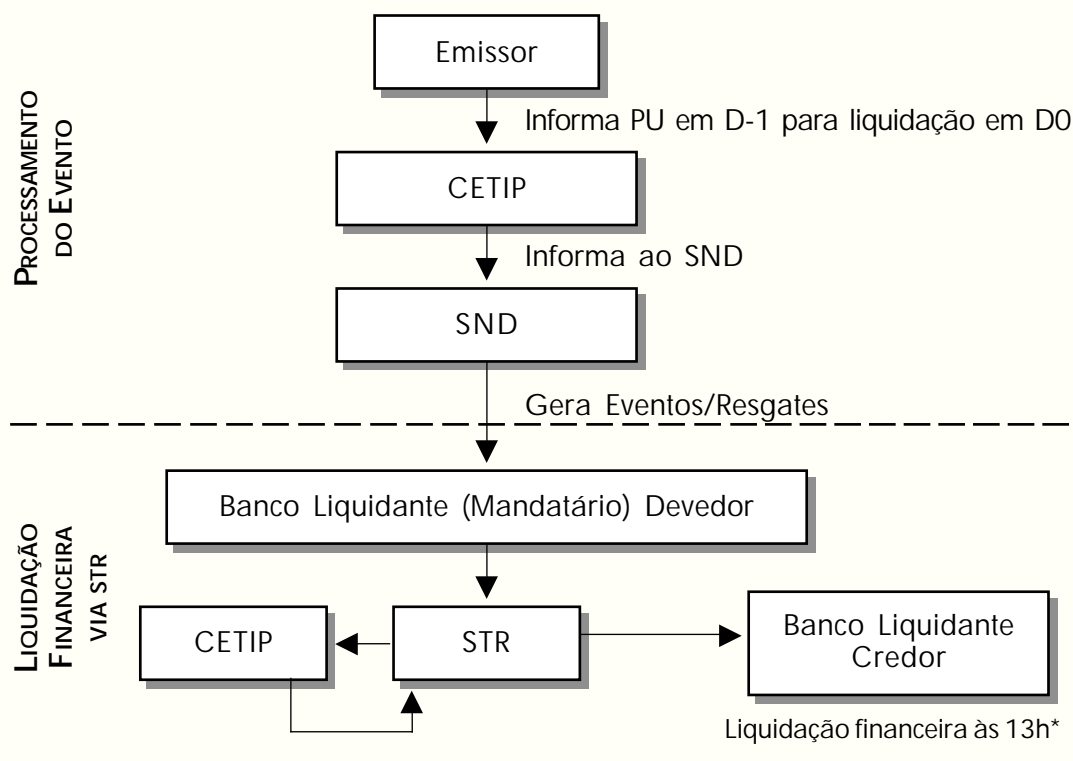 PROCESSAMENTO
DO EVENTO
Emissor
Informa PU em D-1 para liquidação em D0
CETIP
Informa ao SND
SND
Gera Eventos/Resgates
LIQUIDAÇÃO
FINANCEIRA
VIA STR
Banco Liquidante (Mandatário) Devedor
CETIP
STR
Banco Liquidante
Credor
Liquidação financeira às 13h*